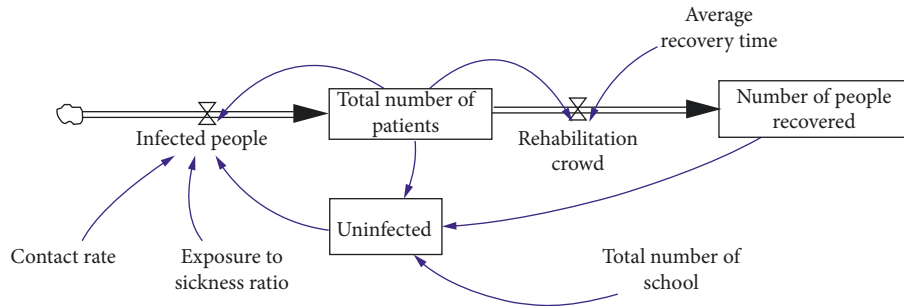 Average
recovery time
Total number of
patients
Number of people
recovered
Infected people
Rehabilitation
crowd
Uninfected
Contact rate
Exposure to
sickness ratio
Total number of
school